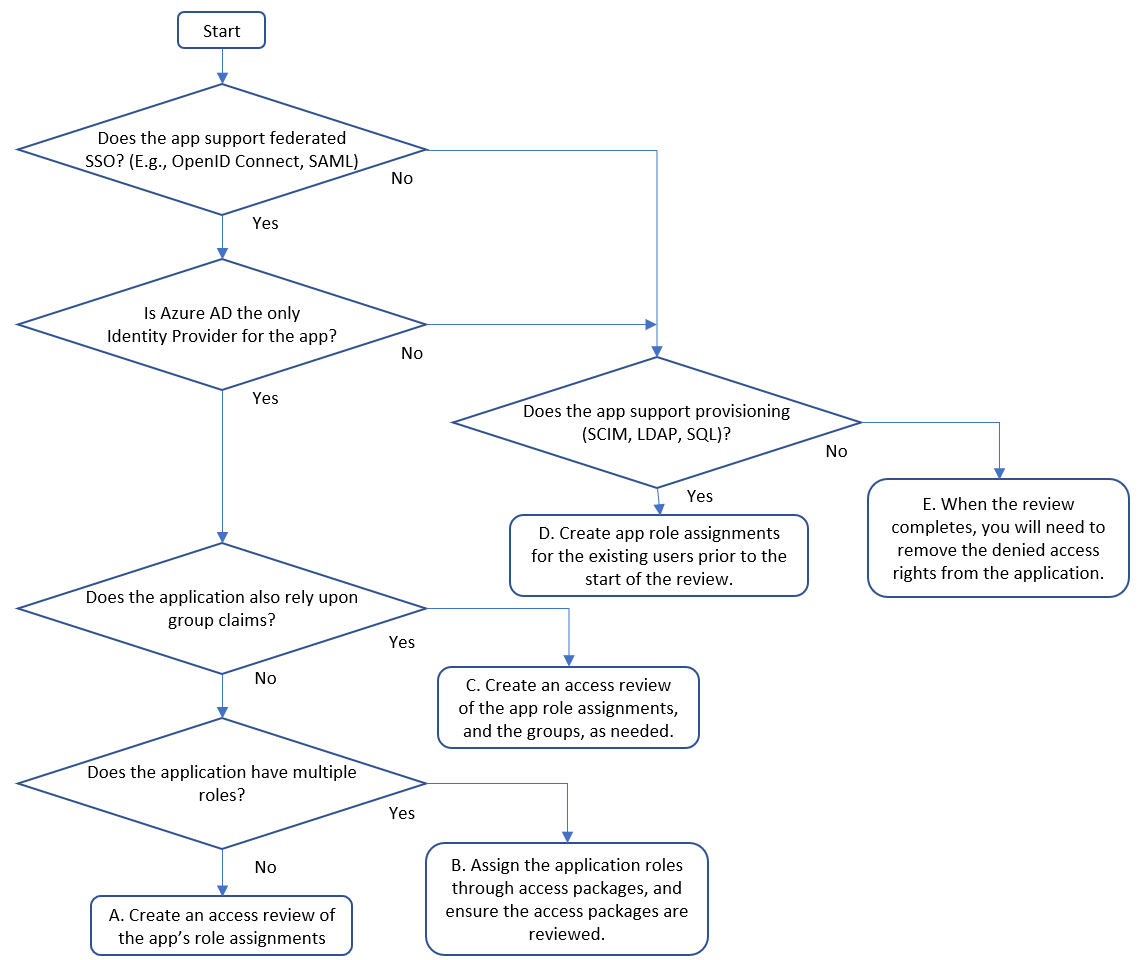 Start
Does the app support federated
SSO? (E.g., OpenID Connect, SAML)
No
Yes
Is Azure AD the only
Identity Provider for the app?
No
Yes
Does the app support provisioning
(SCIM, LDAP, SQL)?
No
Yes
E. When the review
completes, you will need to
remove the denied access
rights from the application.
D. Create app role assignments
for the existing users prior to the
start of the review.
Does the application also rely upon
group claims?
Yes
No
C. Create an access review
of the app role assignments,
and the groups, as needed.
Does the application have multiple
roles?
Yes
No
B. Assign the application roles
through access packages, and
ensure the access packages are
reviewed.
A. Create an access review of
the app’s role assignments